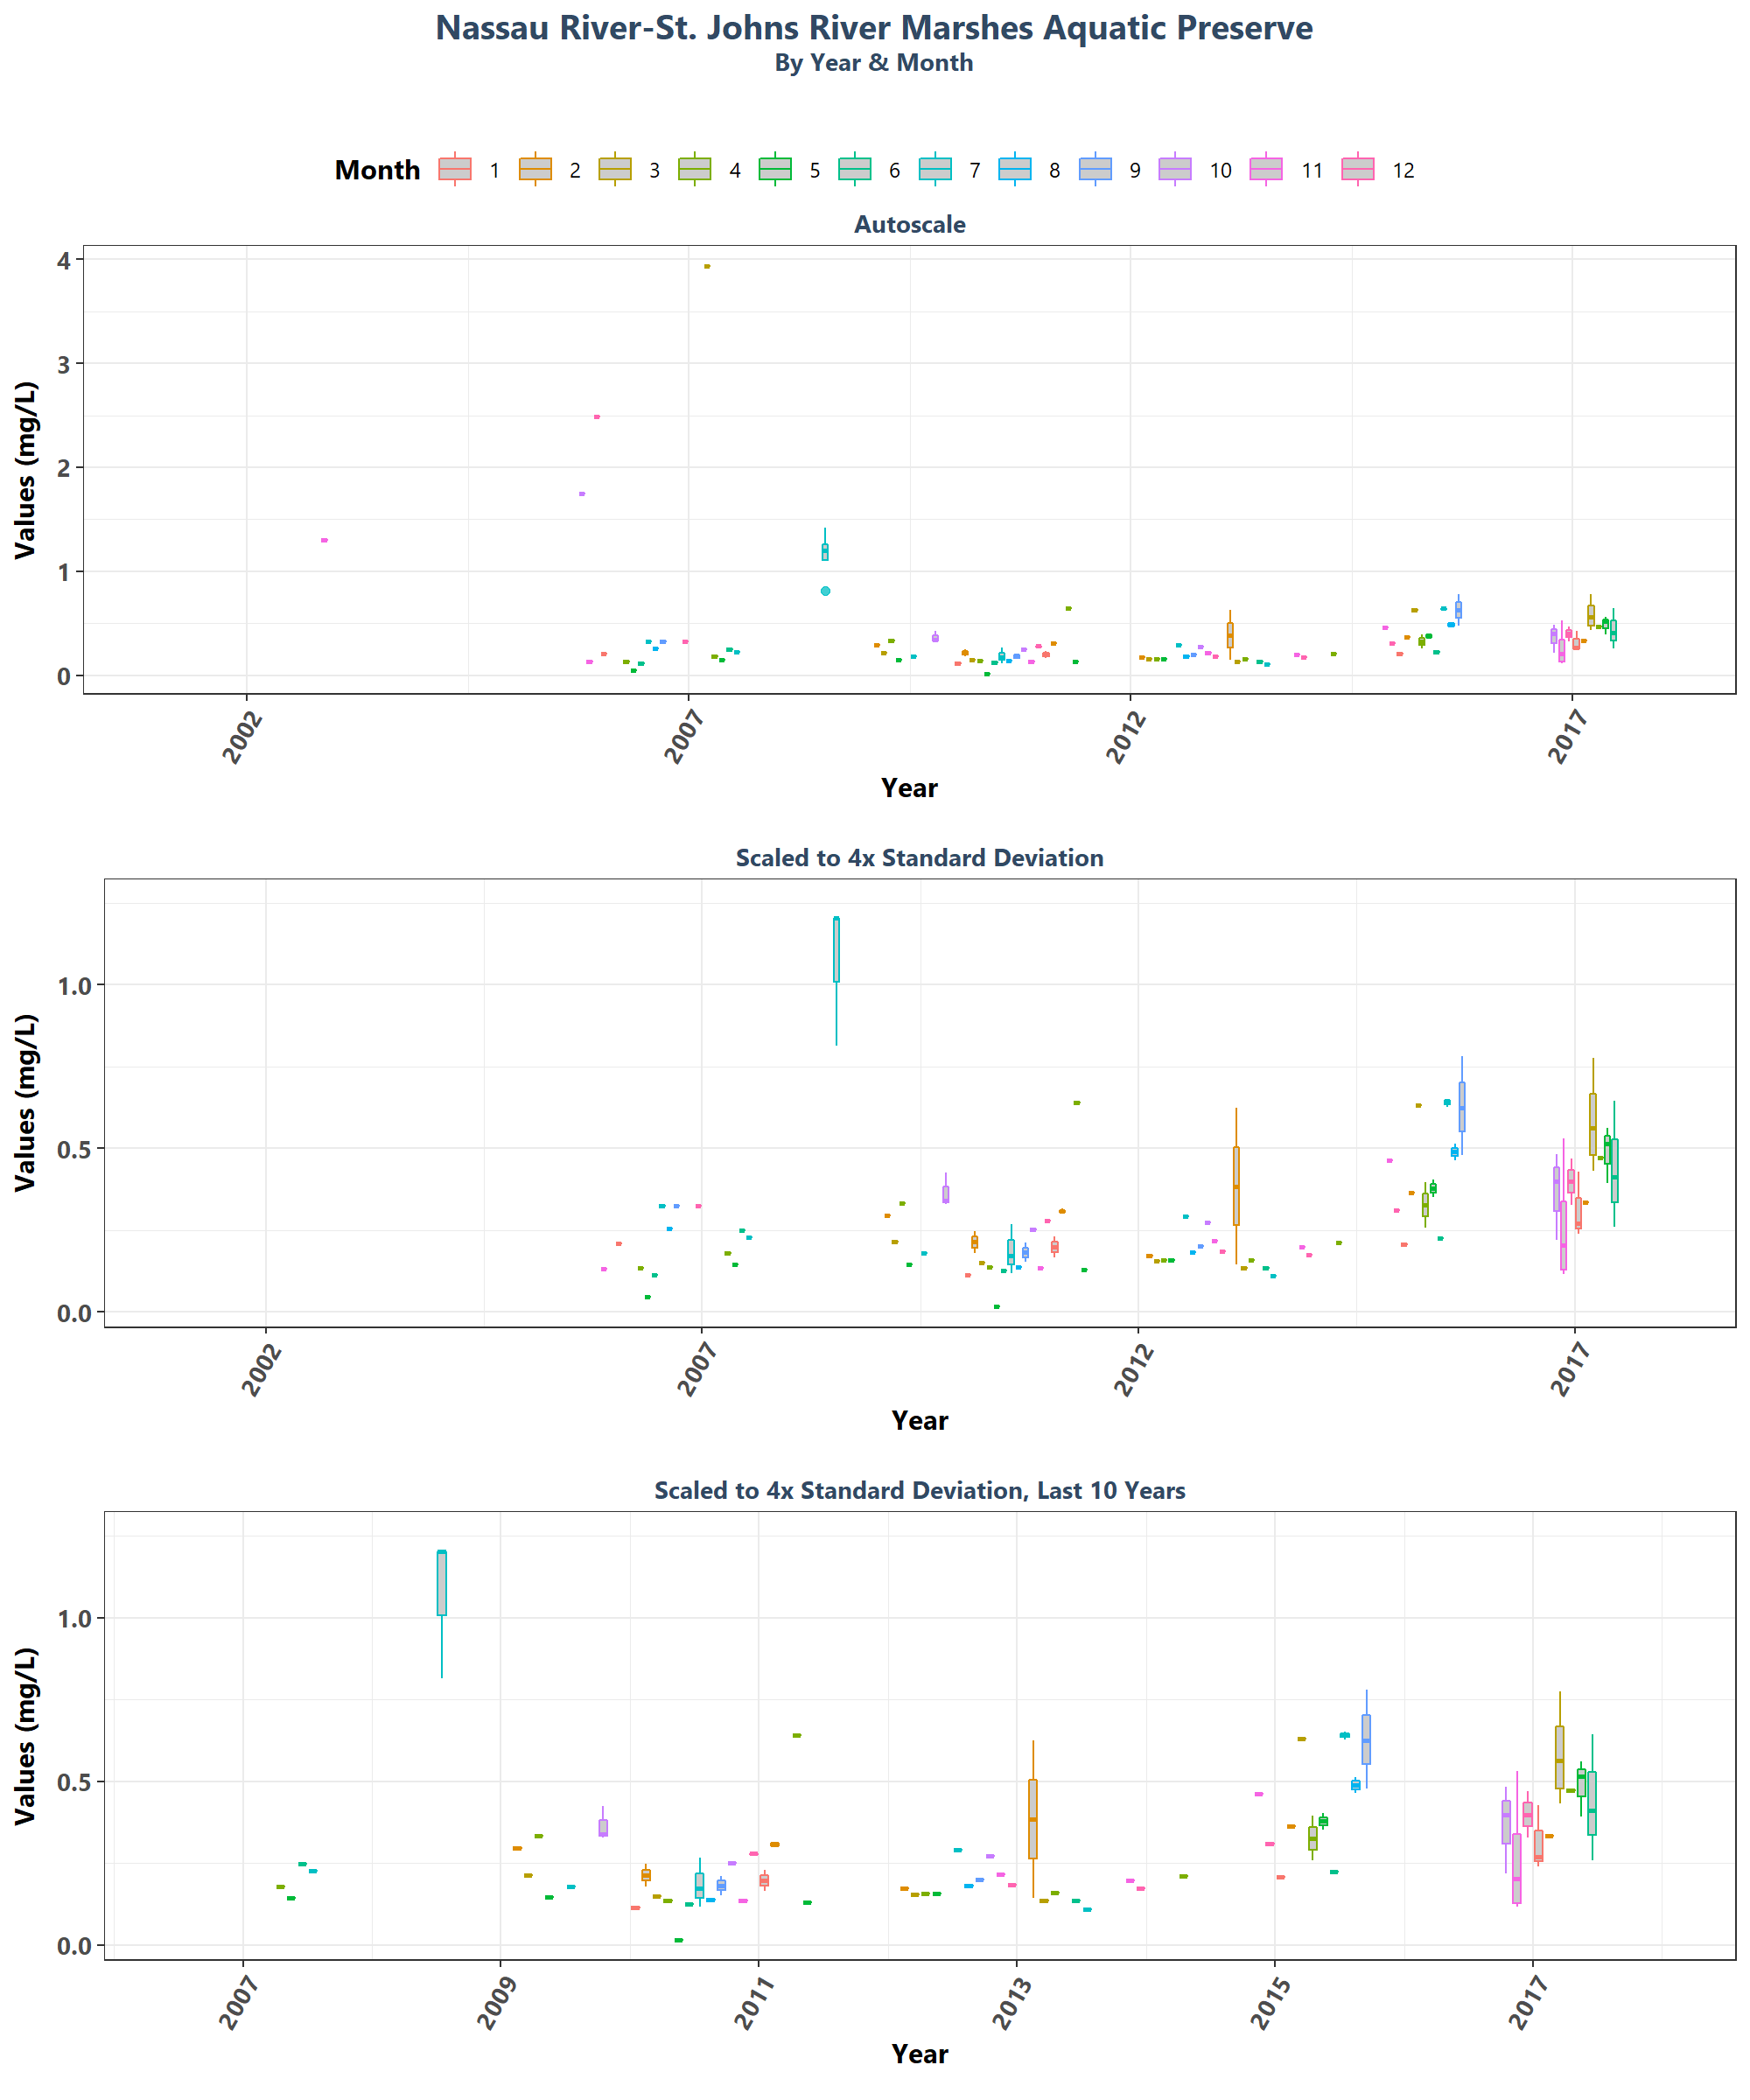 Nassau River-St. Johns River Marshes Aquatic Preserve
By Year & Month
Month 1 2 3 4 5 6 7 8 9 10 11 12
Autoscale
Values (mg/L)
4
3
2
1
0
2002 2007 2012 2017
Year
Scaled to 4x Standard Deviation
Values (mg/L)
1.0
0.5
0.0
2002 2007 2012 2017
Year
Scaled to 4x Standard Deviation, Last 10 Years
Values (mg/L)
1.0
0.5
0.0
2007 2009 2011 2013 2015 2017
Year